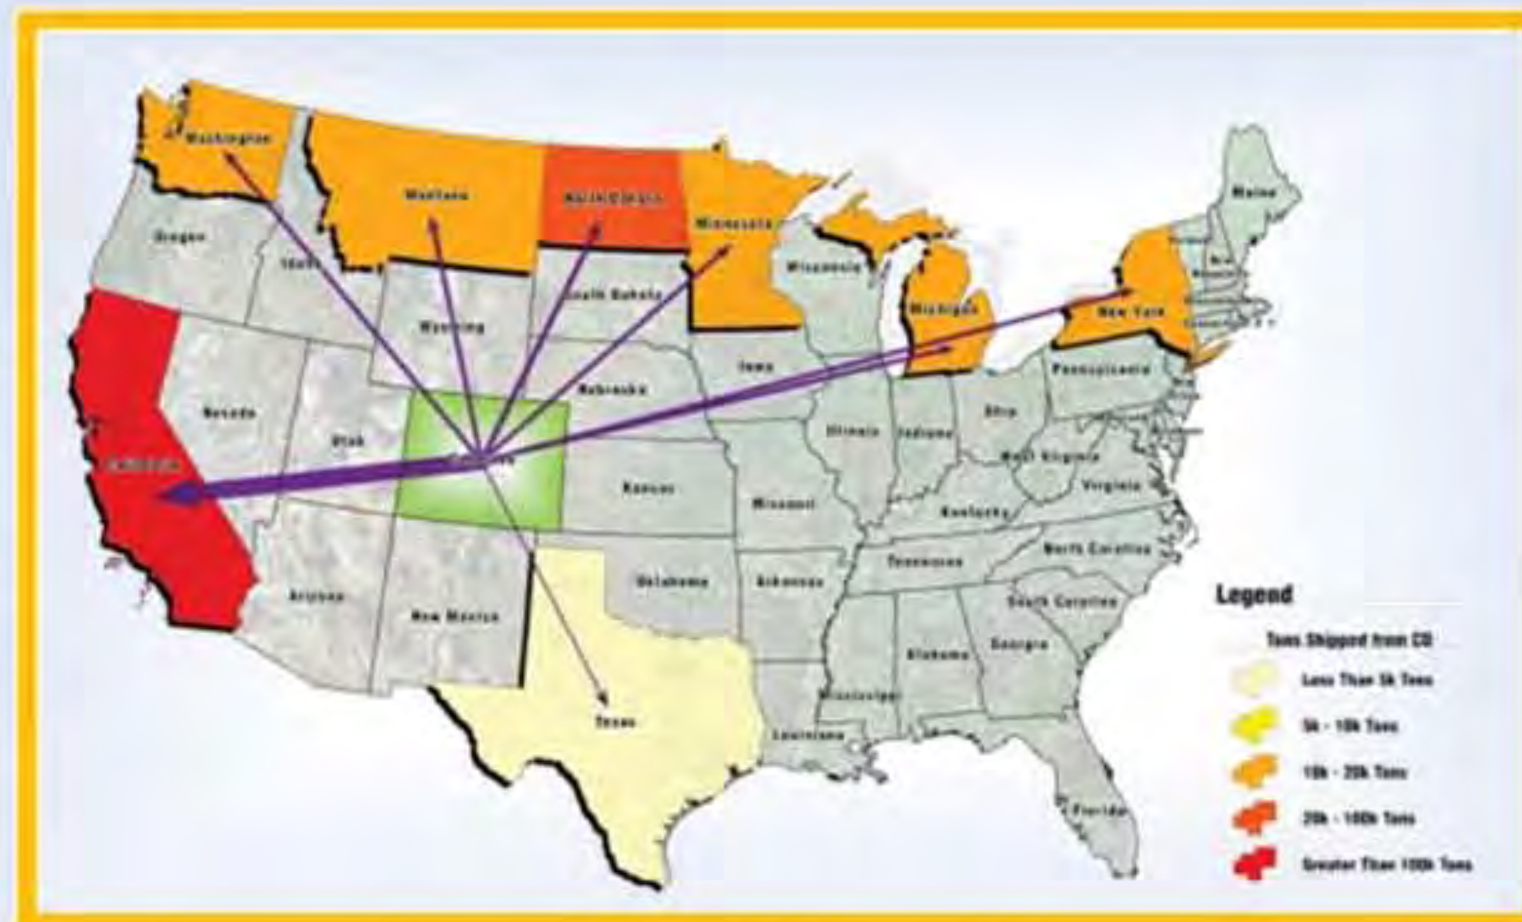 Washington
Montana
North Dakota
Minnesota
Oregon
Idaho
Wyoming
South Dakota
Wisconsin
Michigan
New York
Maine
Iowa
Nebraska
Pennsylvania
Nevada
Utah
Illinois
Indiana
Ohio
West Virginia
Virginia
Kansas
Missouri
Kentucky
California
Arizona
New Mexico
Oklahoma
Arkansas
Tennessee
North Carolina
South Carolina
Georgia
Alabama
Mississippi
Louisiana
Texas
Florida
Legend
Tons Shipped from CO
Less Than 5k Tons
5k - 10k Tons
10k - 20k Tons
20k - 100k Tons
Greater Than 100k Tons